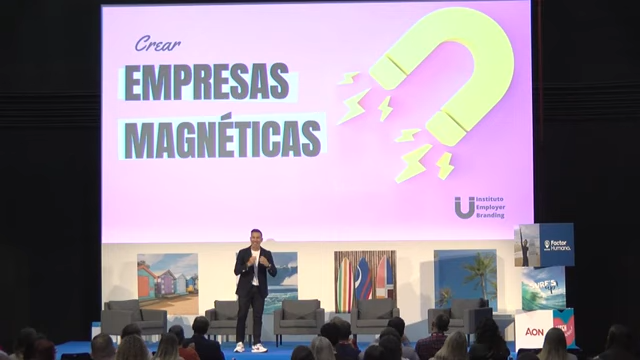 Crear
EMPRESAS
MAGNÉTICAS
Instituto
Employer
Branding
Factor
Humano
AON